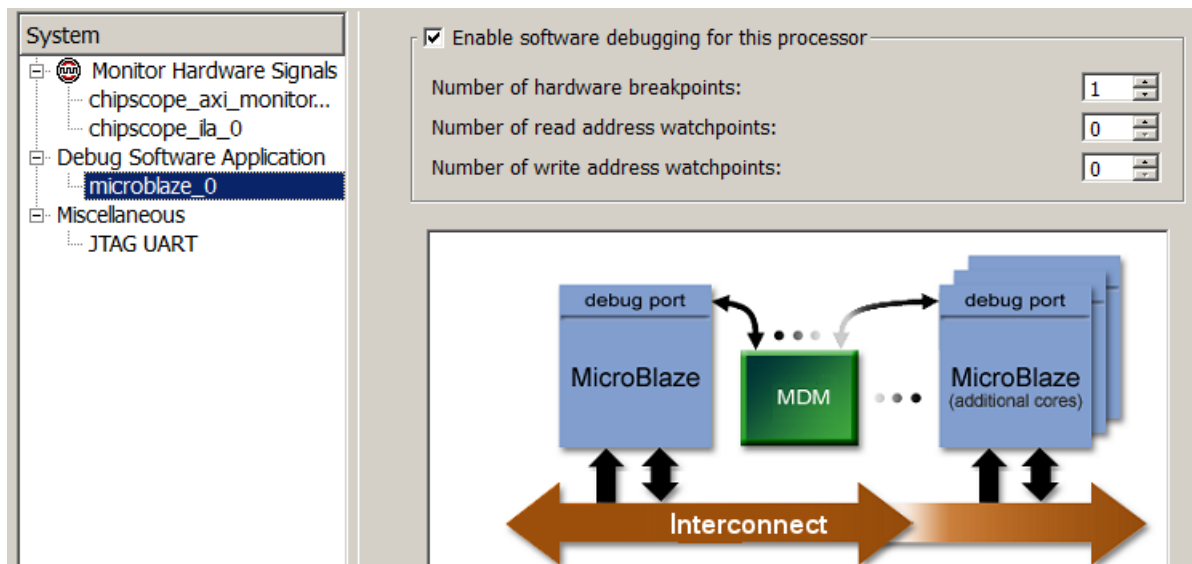 System
Monitor Hardware Signals
chipscope_axi_monitor...
chipscope_ila_0
Debug Software Application
microblaze_0
Miscellaneous
JTAG UART
Enable software debugging for this processor
Number of hardware breakpoints: 1
Number of read address watchpoints: 0
Number of write address watchpoints: 0
debug port
MicroBlaze
MDM
debug port
MicroBlaze
(additional cores)
Interconnect